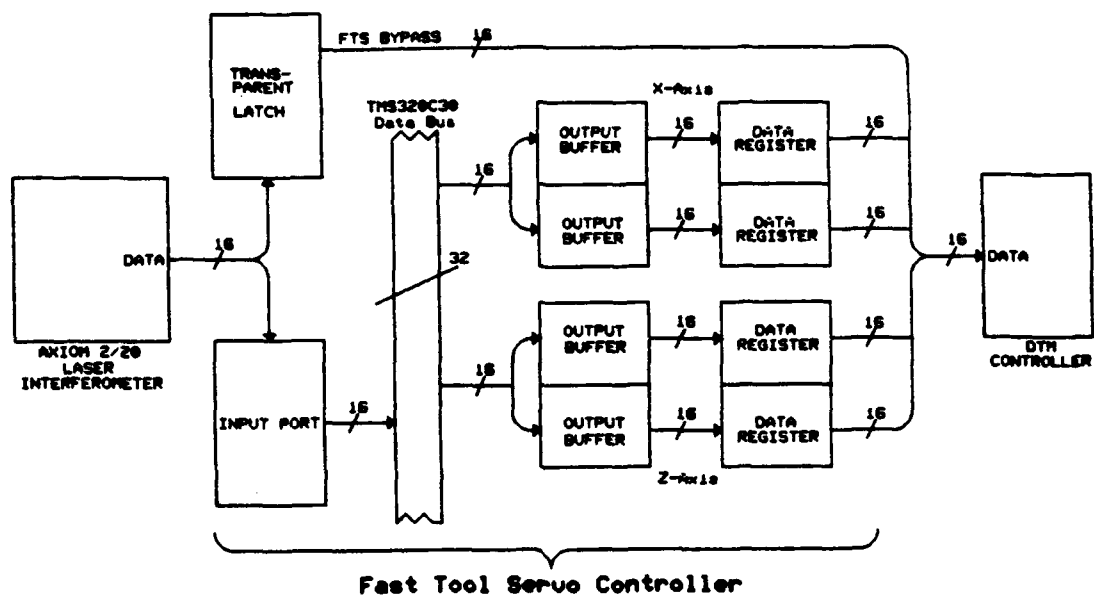 FTS BYPASS
16
TRANS-
PARENT
LATCH
TMS320C30
Data Bus
X-Axis
OUTPUT
BUFFER
16
DATA
REGISTER
16
16
OUTPUT
BUFFER
16
DATA
REGISTER
16
DATA
16
32
16
DATA
AXIOM 2/20
LASER
INTERFEROMETER
DTM
CONTROLLER
OUTPUT
BUFFER
16
DATA
REGISTER
16
16
INPUT PORT
16
OUTPUT
BUFFER
16
DATA
REGISTER
16
Z-Axis
Fast Tool Servo Controller